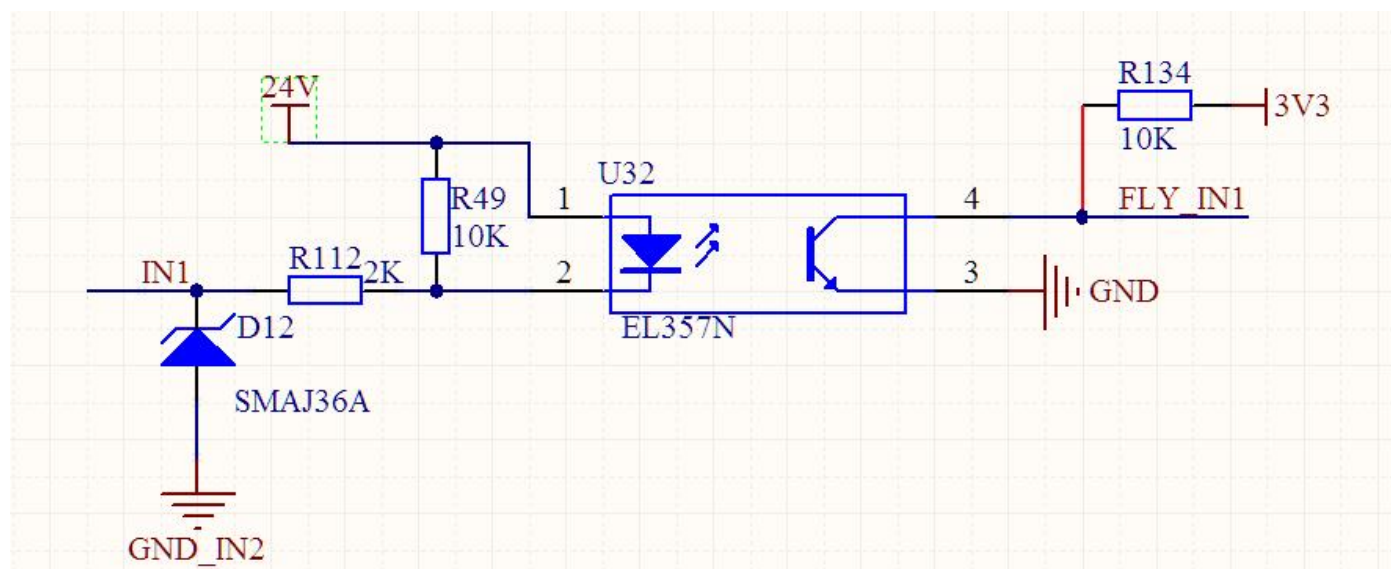 24V
R134
3V3
10K
U32
R49
10K
1
4
FLY_IN1
IN1
R112
2K
2
3
GND
D12
EL357N
SMAJ36A
GND_IN2